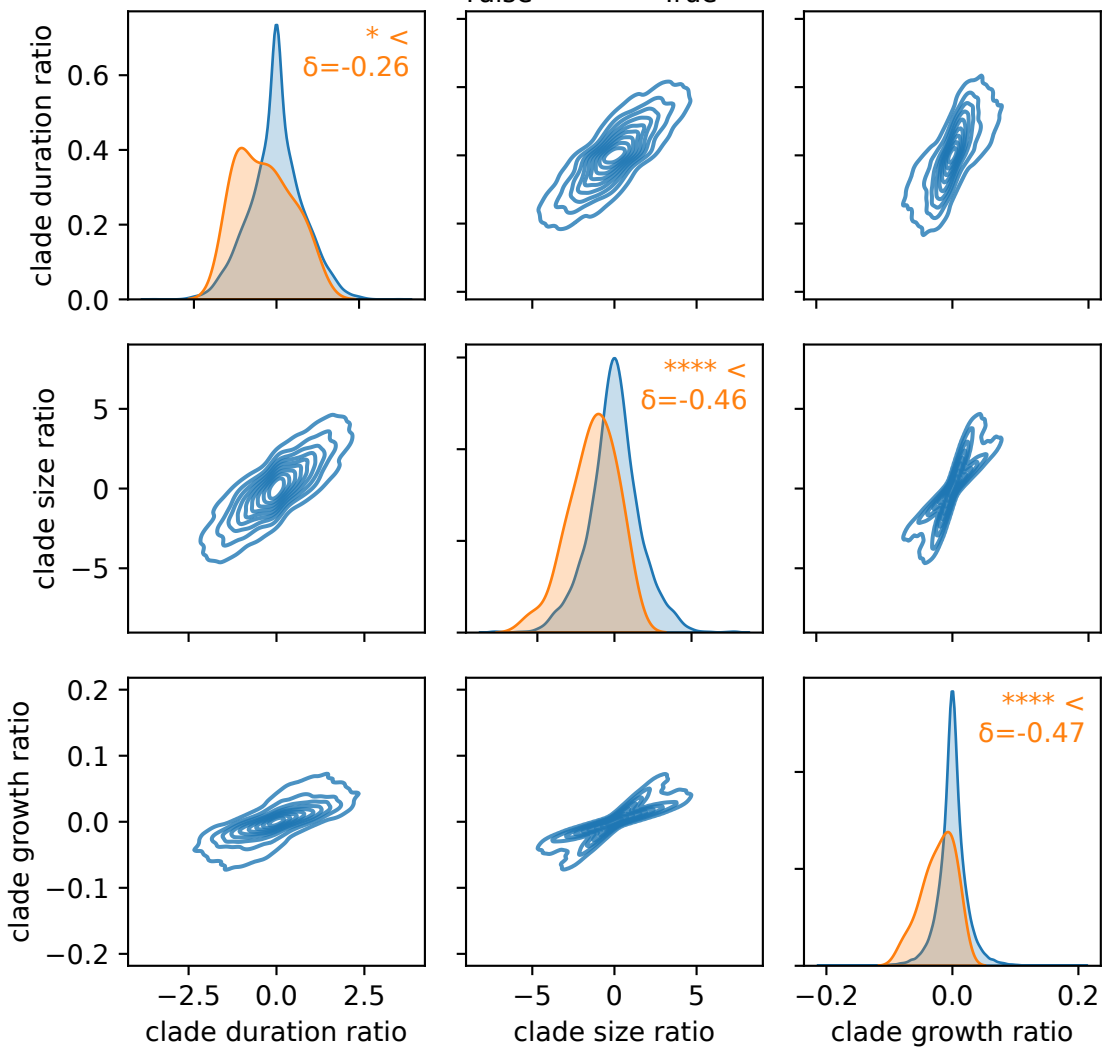 * <
δ=-0.26
clade duration ratio
0.6
0.4
0.2
0.0
**** <
δ=-0.46
clade size ratio
5
0
−5
**** <
δ=-0.47
clade growth ratio
0.2
0.1
0.0
−0.1
−0.2
−2.5 0.0 2.5
−5 0 5
−0.2 0.0 0.2
clade duration ratio
clade size ratio
clade growth ratio